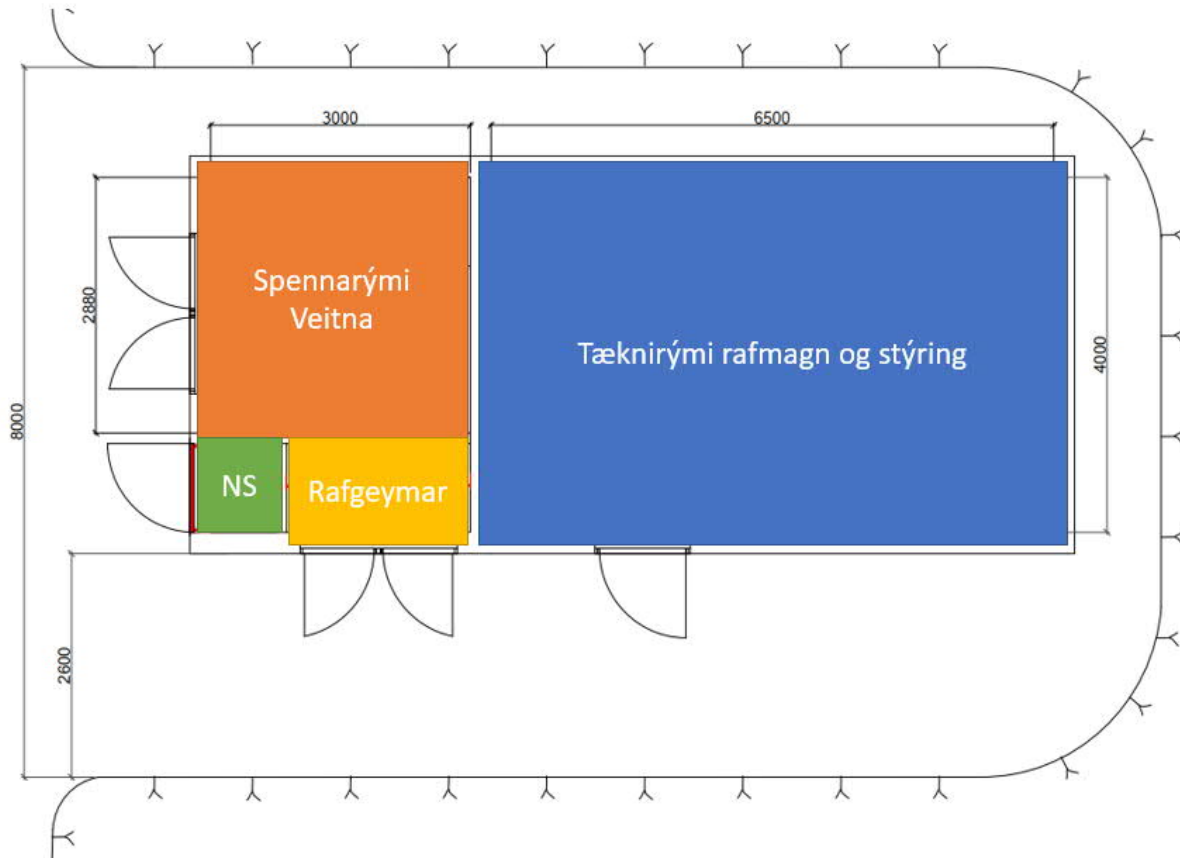 3000
6500
Spennarými
Veitna
2880
Tæknirými rafmagn og stýring
4000
8000
NS
Rafgeymar
2600